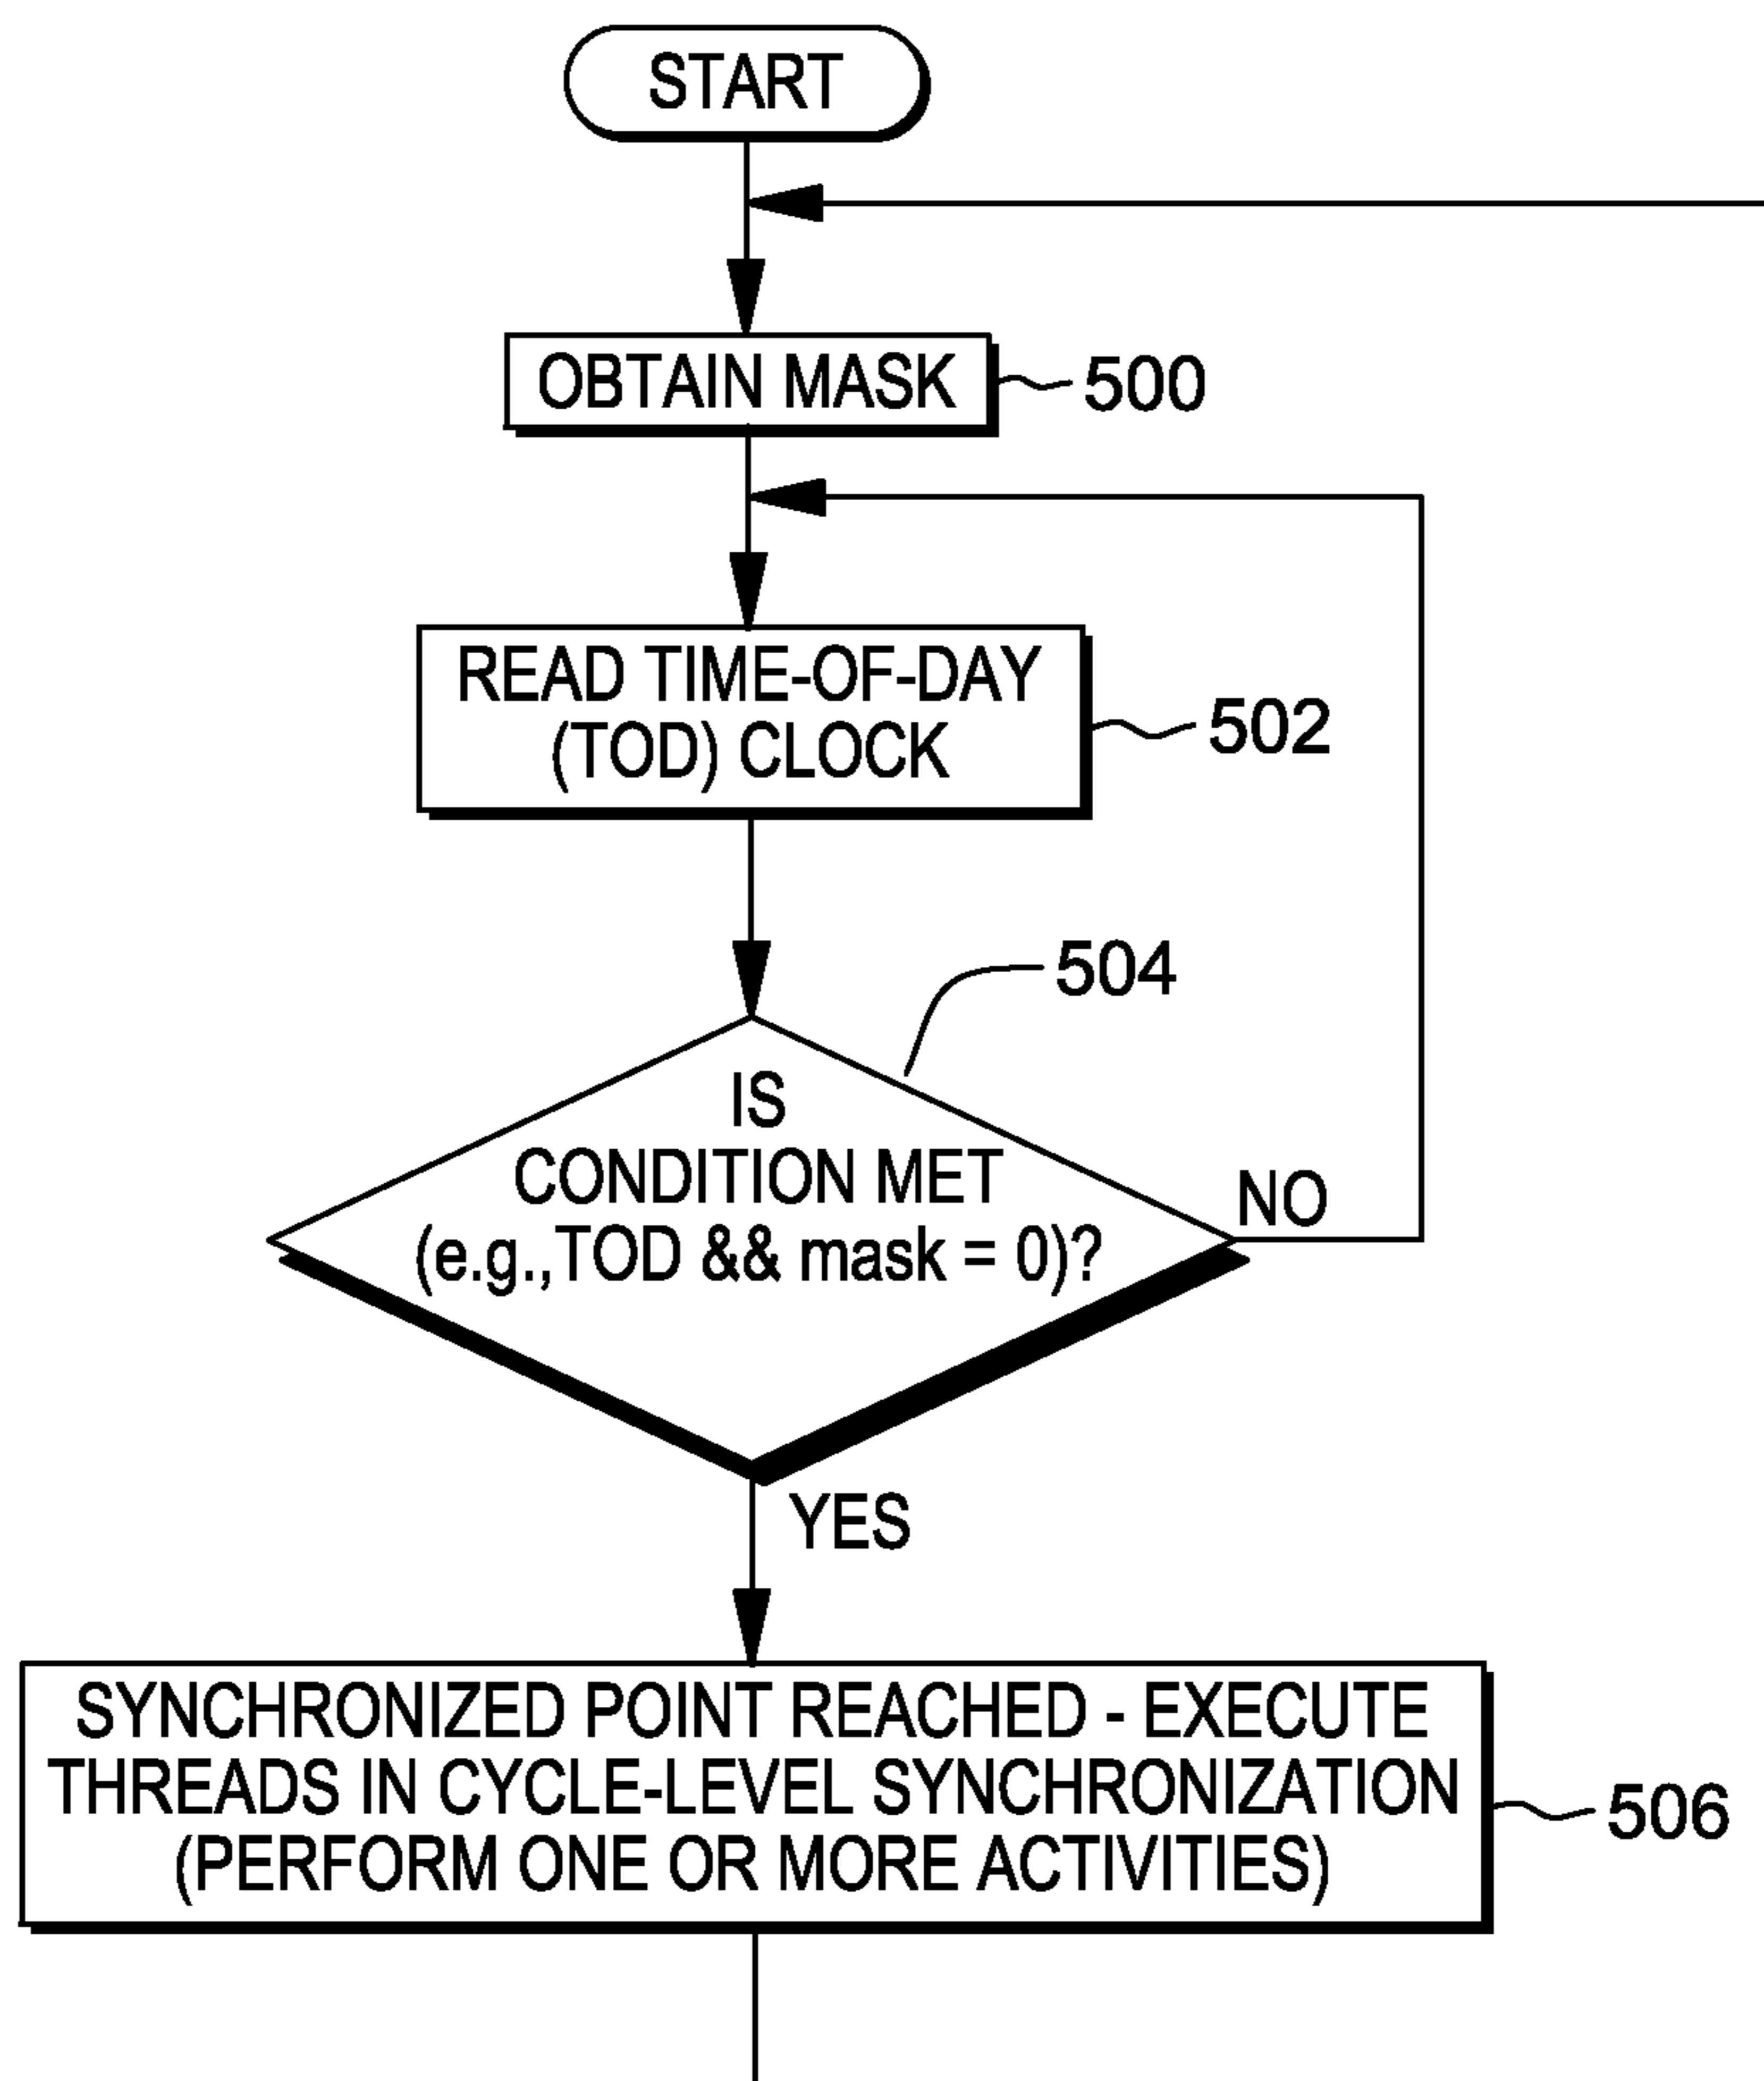 START
OBTAIN MASK
500
READ TIME-OF-DAY
(TOD) CLOCK
502
504
IS
CONDITION MET
(e.g.,TOD && mask = 0)?
NO
YES
SYNCHRONIZED POINT REACHED - EXECUTE
THREADS IN CYCLE-LEVEL SYNCHRONIZATION
(PERFORM ONE OR MORE ACTIVITIES)
506